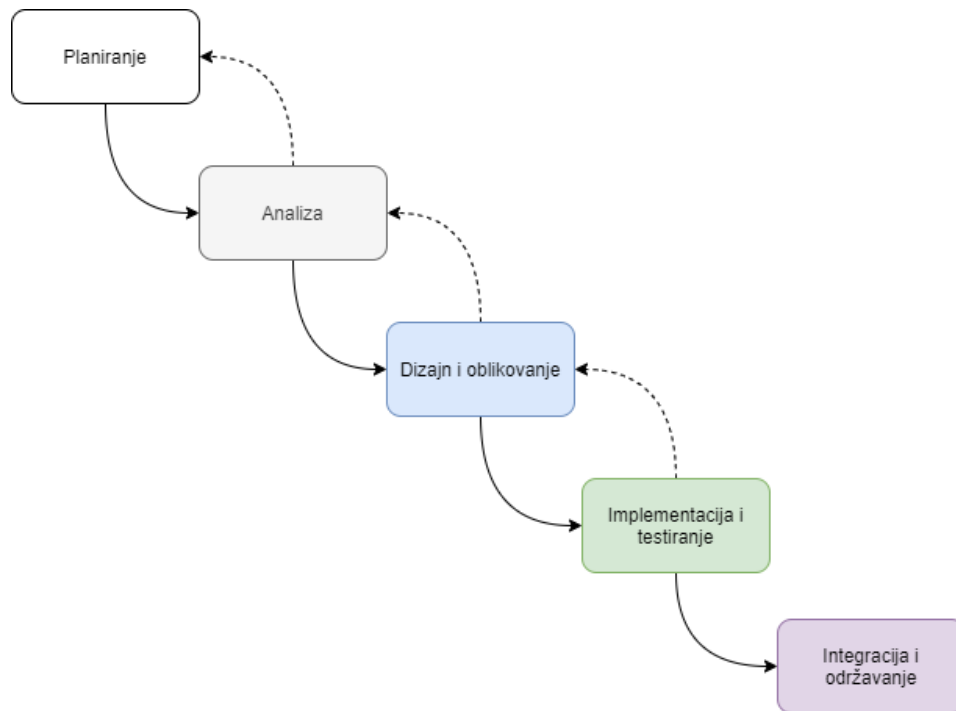 Planiranje
Analiza
Dizajn i oblikovanje
Implementacija i
testiranje
Integracija i
održavanje